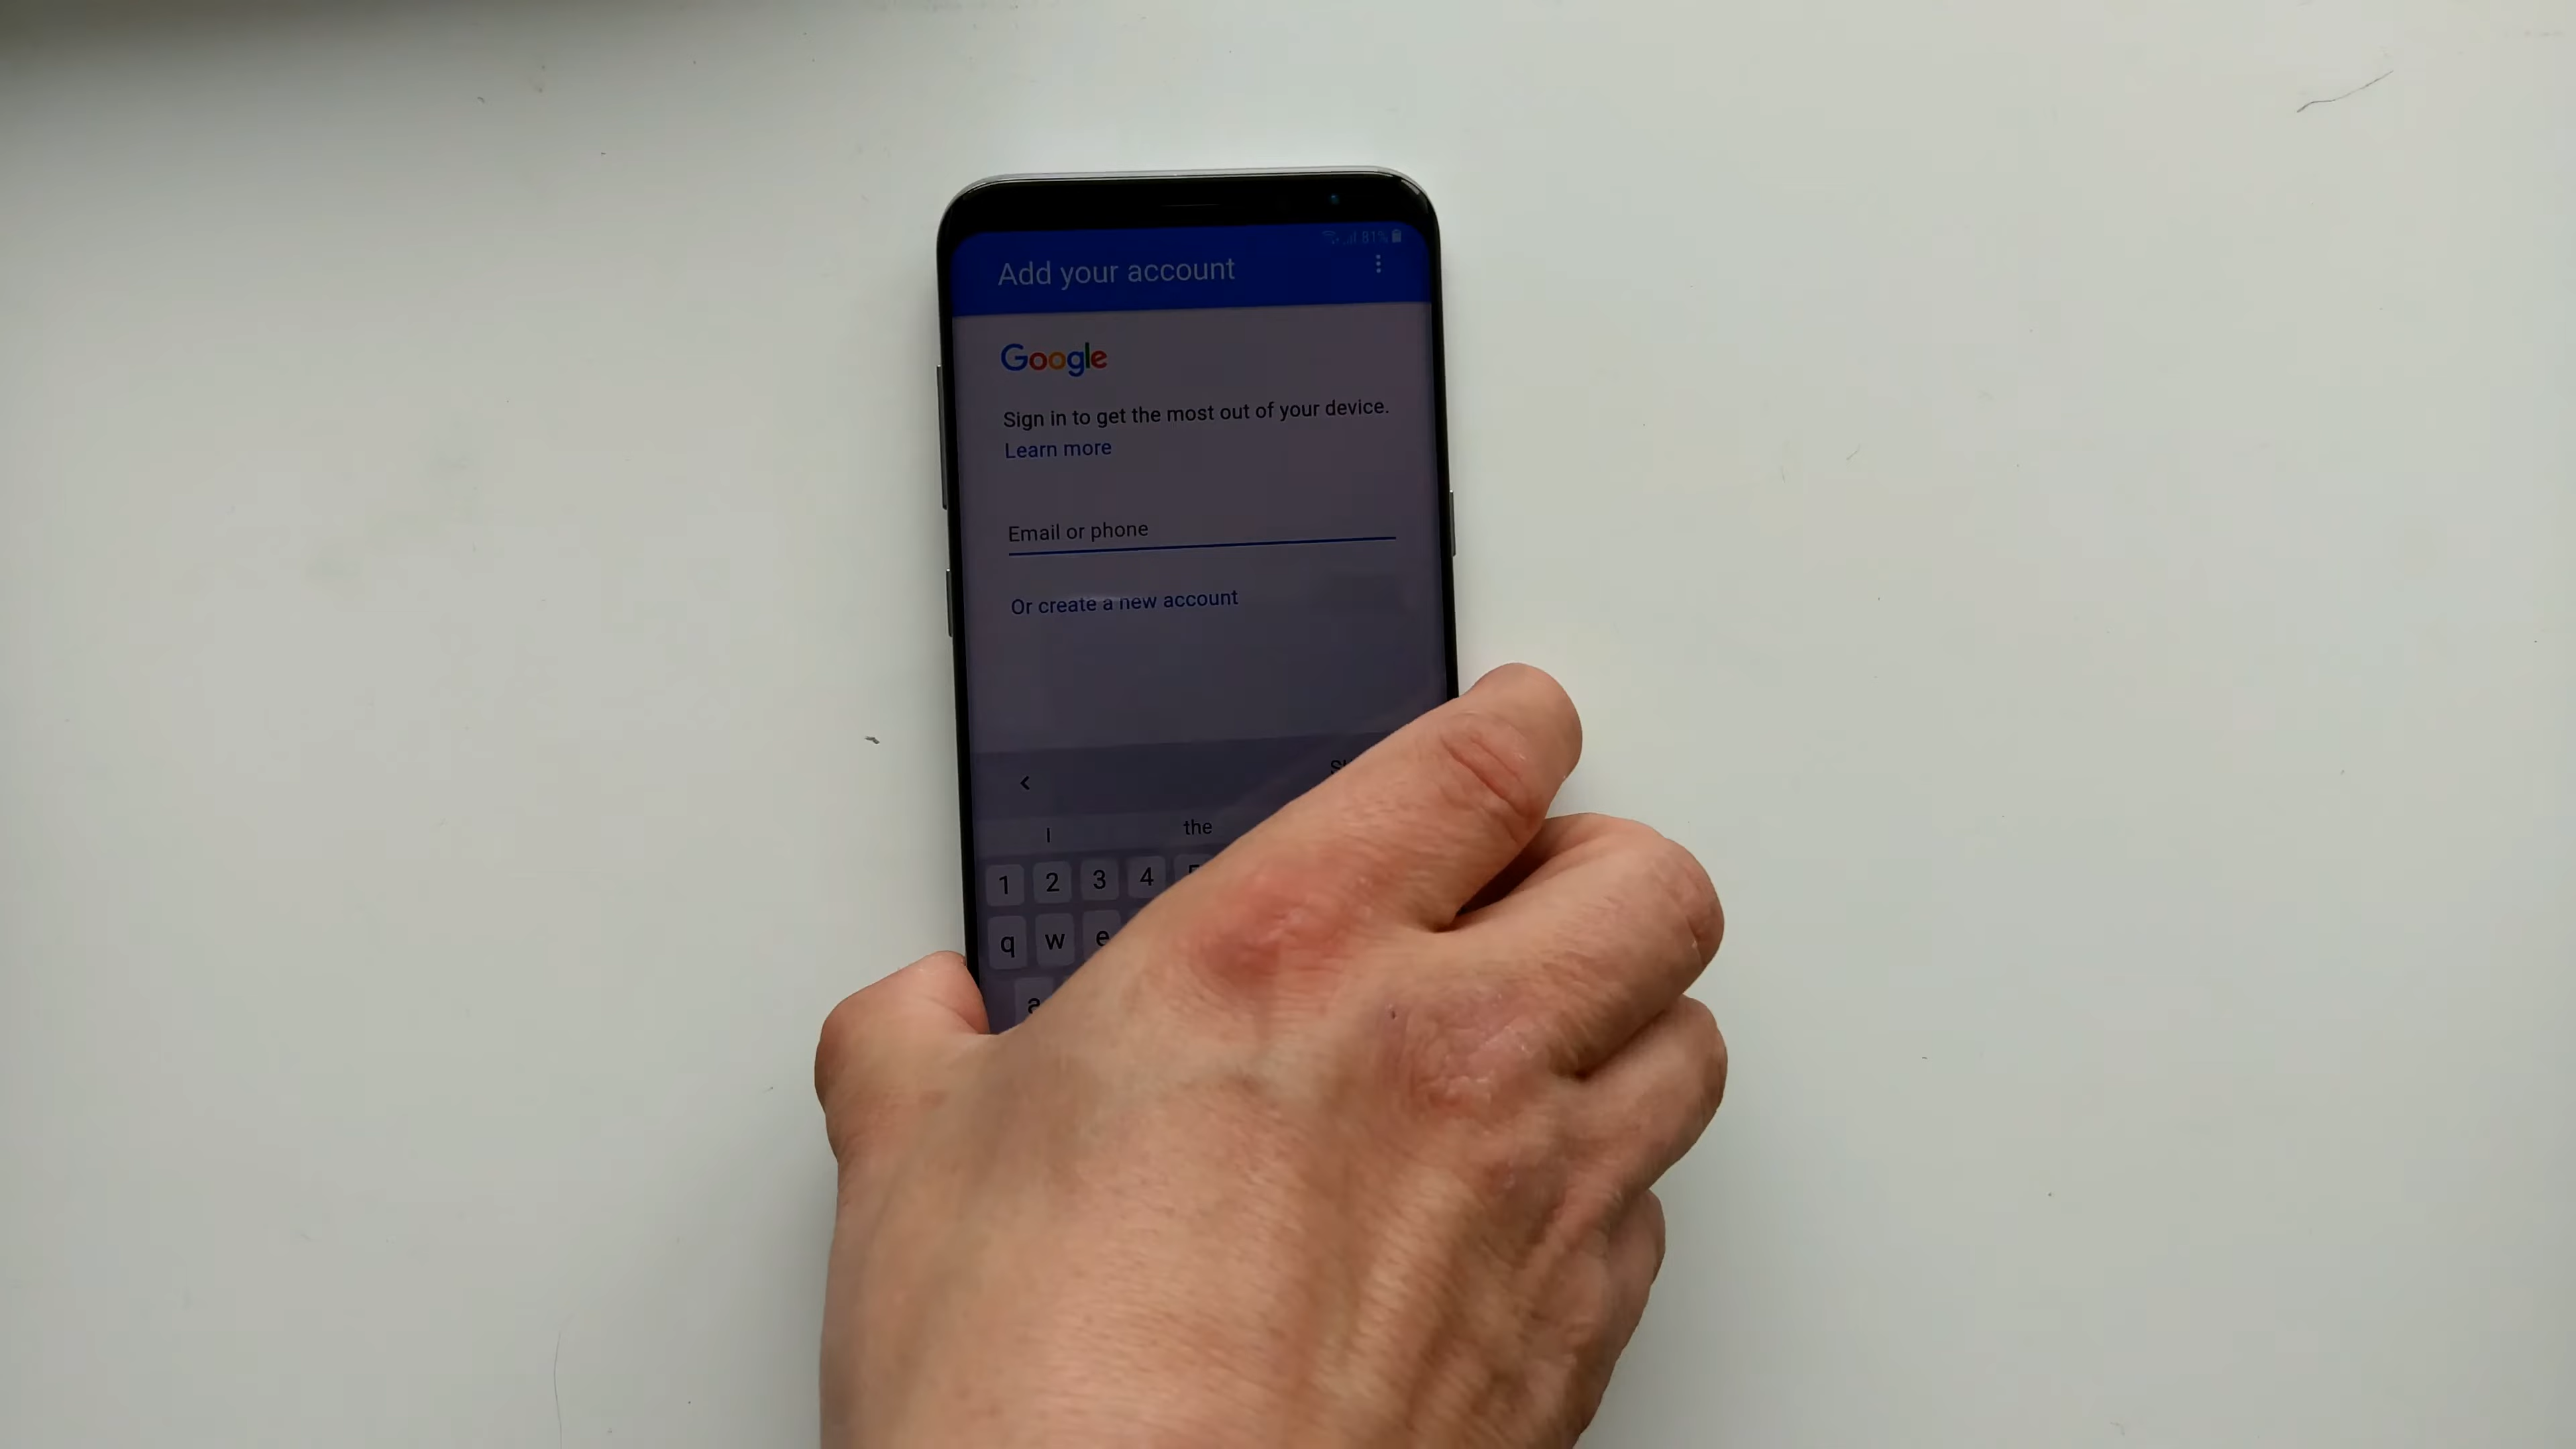 81%
Add your account
Google
Sign in to get the most out of your device.
Learn more
Email or phone
Or create a new account
<
I the
1 2 3 4
q w e
a